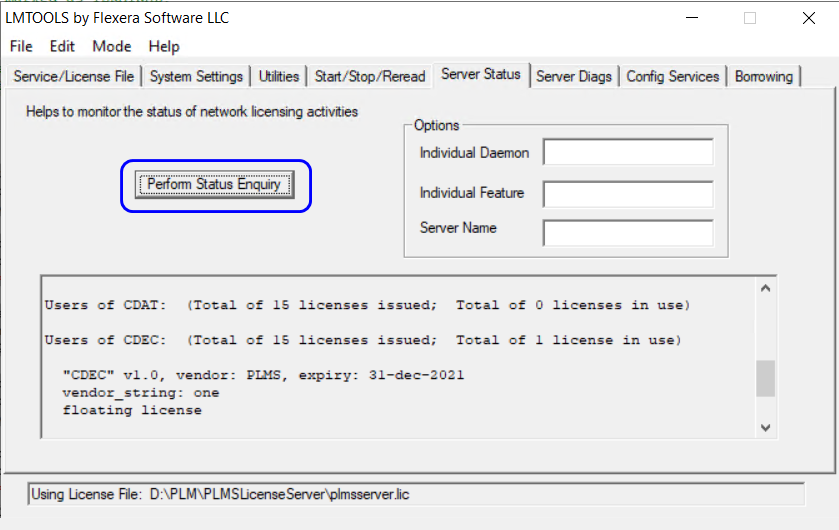 LMTOOLS by Flexera Software LLC
File Edit Mode Help
Service/License File System Settings Utilities Start/Stop/Reread Server Status Server Diags Config Services Borrowing
Helps to monitor the status of network licensing activities
Options
Individual Daemon
Perform Status Enquiry
Individual Feature
Server Name
Users of CDAT: (Total of 15 licenses issued; Total of 0 licenses in use)
Users of CDEC: (Total of 15 licenses issued; Total of 1 license in use)
"CDEC" v1.0, vendor: PLMS, expiry: 31-dec-2021
vendor_string: one
floating license
Using License File: D:\PLM\PLMSLicenseServer\plmsserver.lic